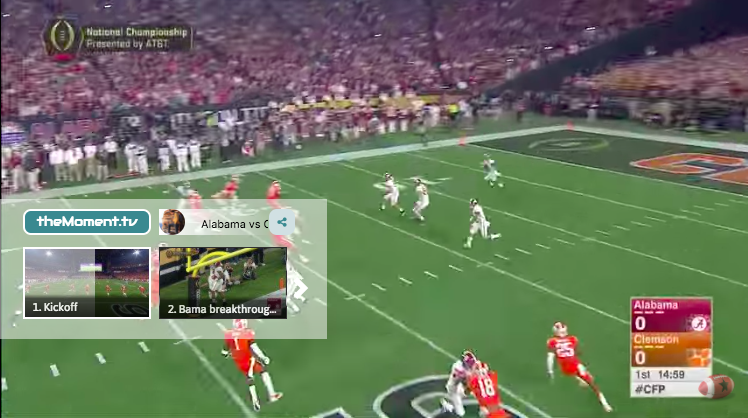 National Championship
Presented by AT&T
theMoment.tv
Alabama vs C
1. Kickoff
2. Bama breakthroug...
Alabama
0
Clemson
0
1st 14:59
#CFP
1
25
18